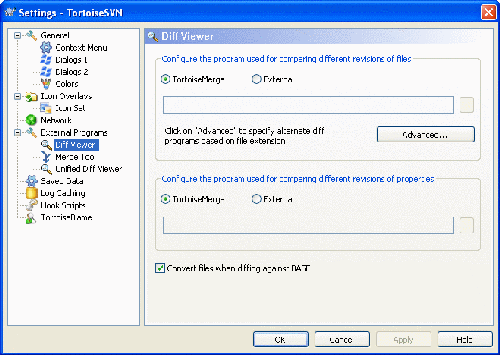 Settings - TortoiseSVN
General
Context Menu
Dialogs 1
Dialogs 2
Colors
Icon Overlays
Icon Set
Network
External Programs
Diff Viewer
Merge Tool
Unified Diff Viewer
Saved Data
Log Caching
Hook Scripts
TortoiseBlame
Diff Viewer
Configure the program used for comparing different revisions of files
TortoiseMerge
External
Click on "Advanced" to specify alternate diff
programs based on file extension
Advanced...
Configure the program used for comparing different revisions of properties
TortoiseMerge
External
Convert files when diffing against BASE
OK
Cancel
Apply
Help